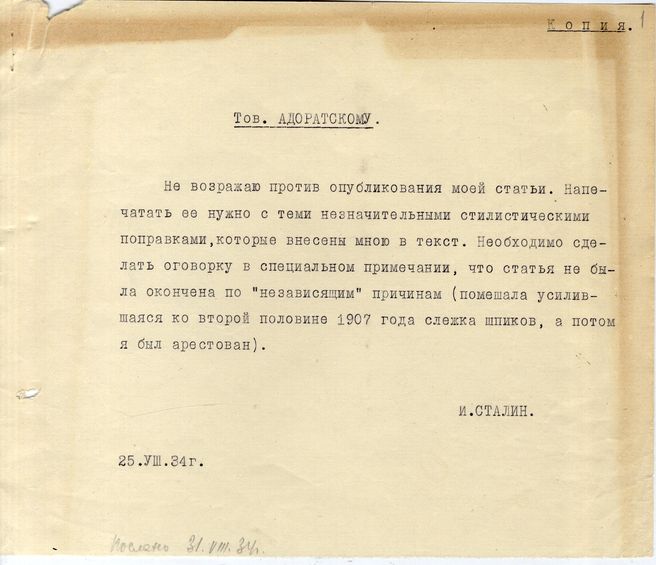 К о п и я. 1
Тов. АДОРАТСКОМУ.
Не возражаю против опубликования моей статьи. Напе-
чатать ее нужно с теми незначительными стилистическими
поправками,которые внесены мною в текст. Необходимо сде-
лать оговорку в специальном примечании, что статья не бы-
ла окончена по "независящим" причинам (помешала усилив-
шаяся ко второй половине 1907 года слежка шпиков, а потом
я был арестован).
И.СТАЛИН.
25.УШ.34г.
Послано 31.VIII.34г.